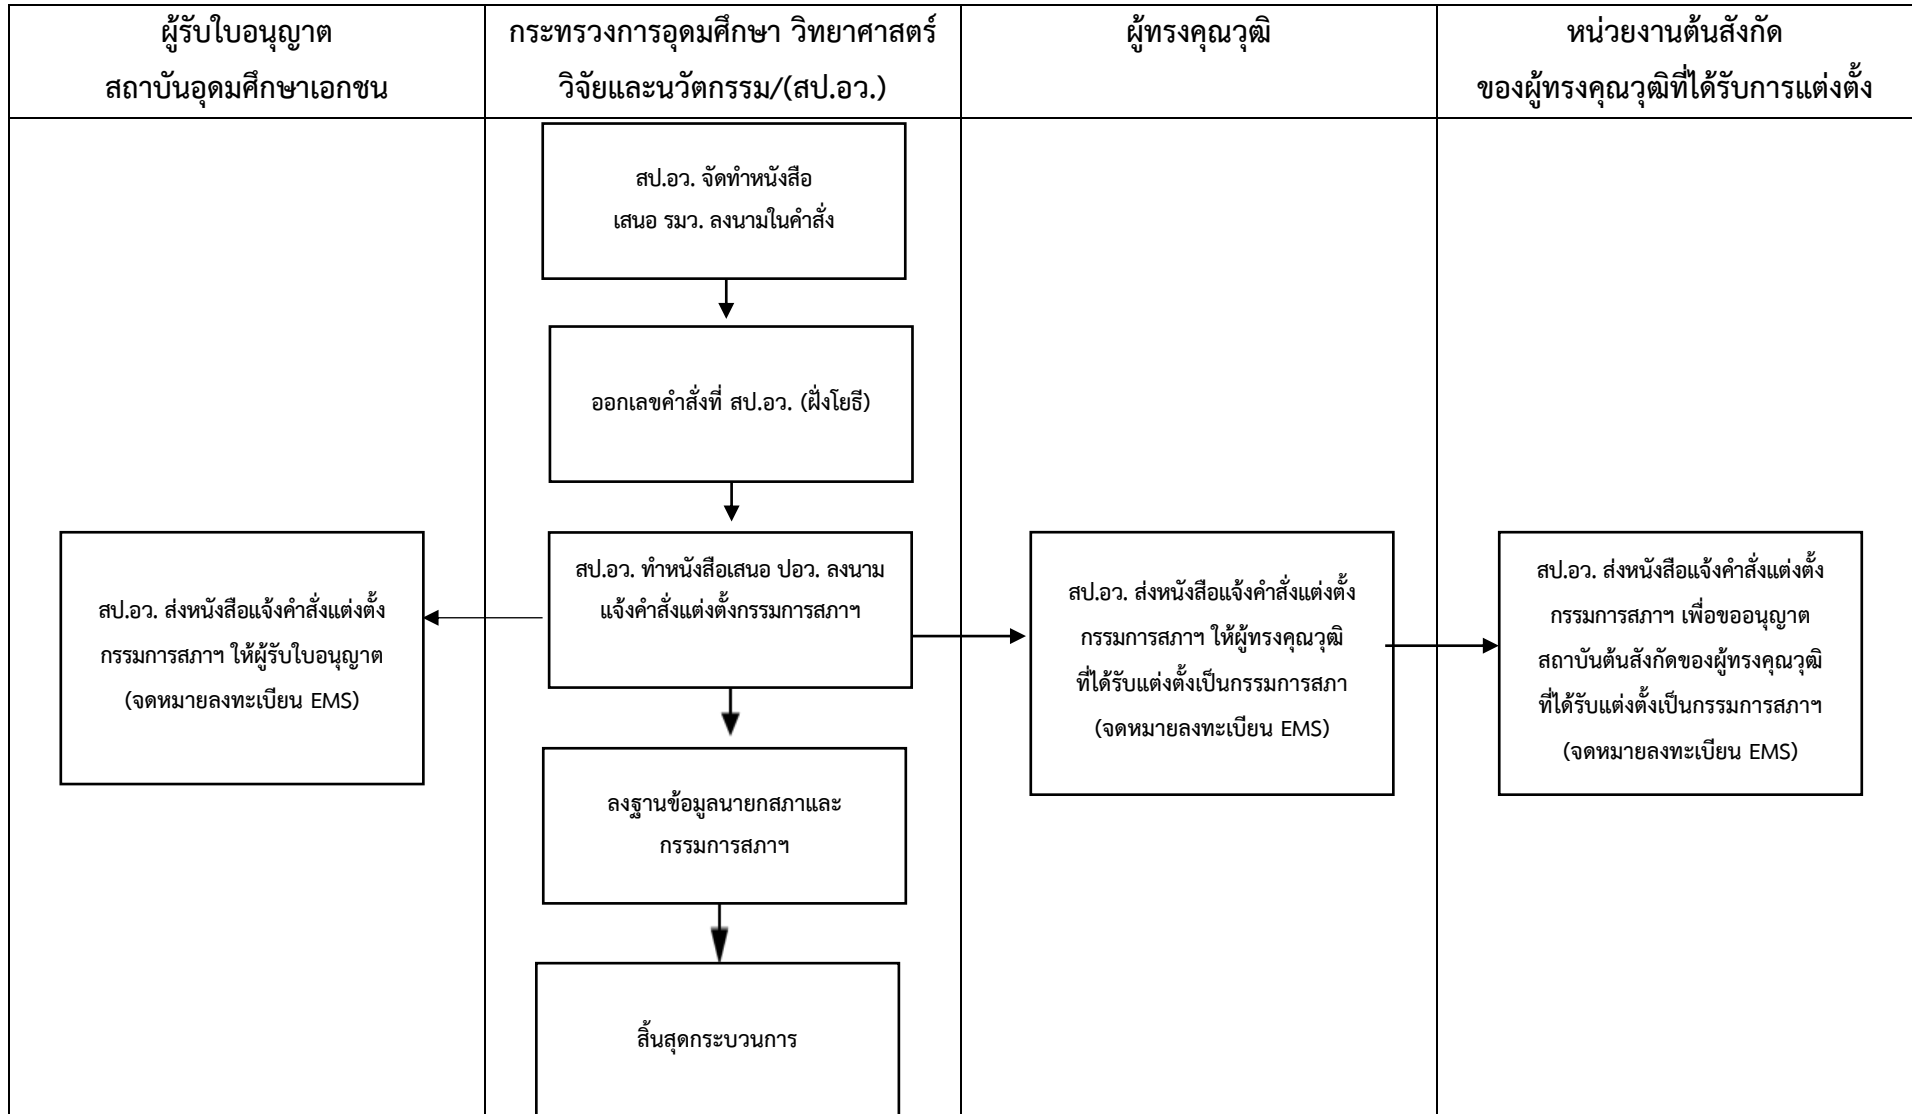 ผู้รับใบอนุญาต
สถาบันอุดมศึกษาเอกชน
กระทรวงการอุดมศึกษา วิทยาศาสตร์
วิจัยและนวัตกรรม/(สป.อว.)
ผู้ทรงคุณวุฒิ
หน่วยงานต้นสังกัด
ของผู้ทรงคุณวุฒิที่ได้รับการแต่งตั้ง
สป.อว. จัดทำหนังสือ
เสนอ รมว. ลงนามในคำสั่ง
ออกเลขคำสั่งที่ สป.อว. (ฝั่งโยธี)
สป.อว. ส่งหนังสือแจ้งคำสั่งแต่งตั้ง
กรรมการสภาฯ ให้ผู้รับใบอนุญาต
(จดหมายลงทะเบียน EMS)
สป.อว. ทำหนังสือเสนอ ปอว. ลงนาม
แจ้งคำสั่งแต่งตั้งกรรมการสภาฯ
สป.อว. ส่งหนังสือแจ้งคำสั่งแต่งตั้ง
กรรมการสภาฯ ให้ผู้ทรงคุณวุฒิ
ที่ได้รับแต่งตั้งเป็นกรรมการสภา
(จดหมายลงทะเบียน EMS)
สป.อว. ส่งหนังสือแจ้งคำสั่งแต่งตั้ง
กรรมการสภาฯ เพื่อขออนุญาต
สถาบันต้นสังกัดของผู้ทรงคุณวุฒิ
ที่ได้รับแต่งตั้งเป็นกรรมการสภาฯ
(จดหมายลงทะเบียน EMS)
ลงฐานข้อมูลนายกสภาและ
กรรมการสภาฯ
สิ้นสุดกระบวนการ